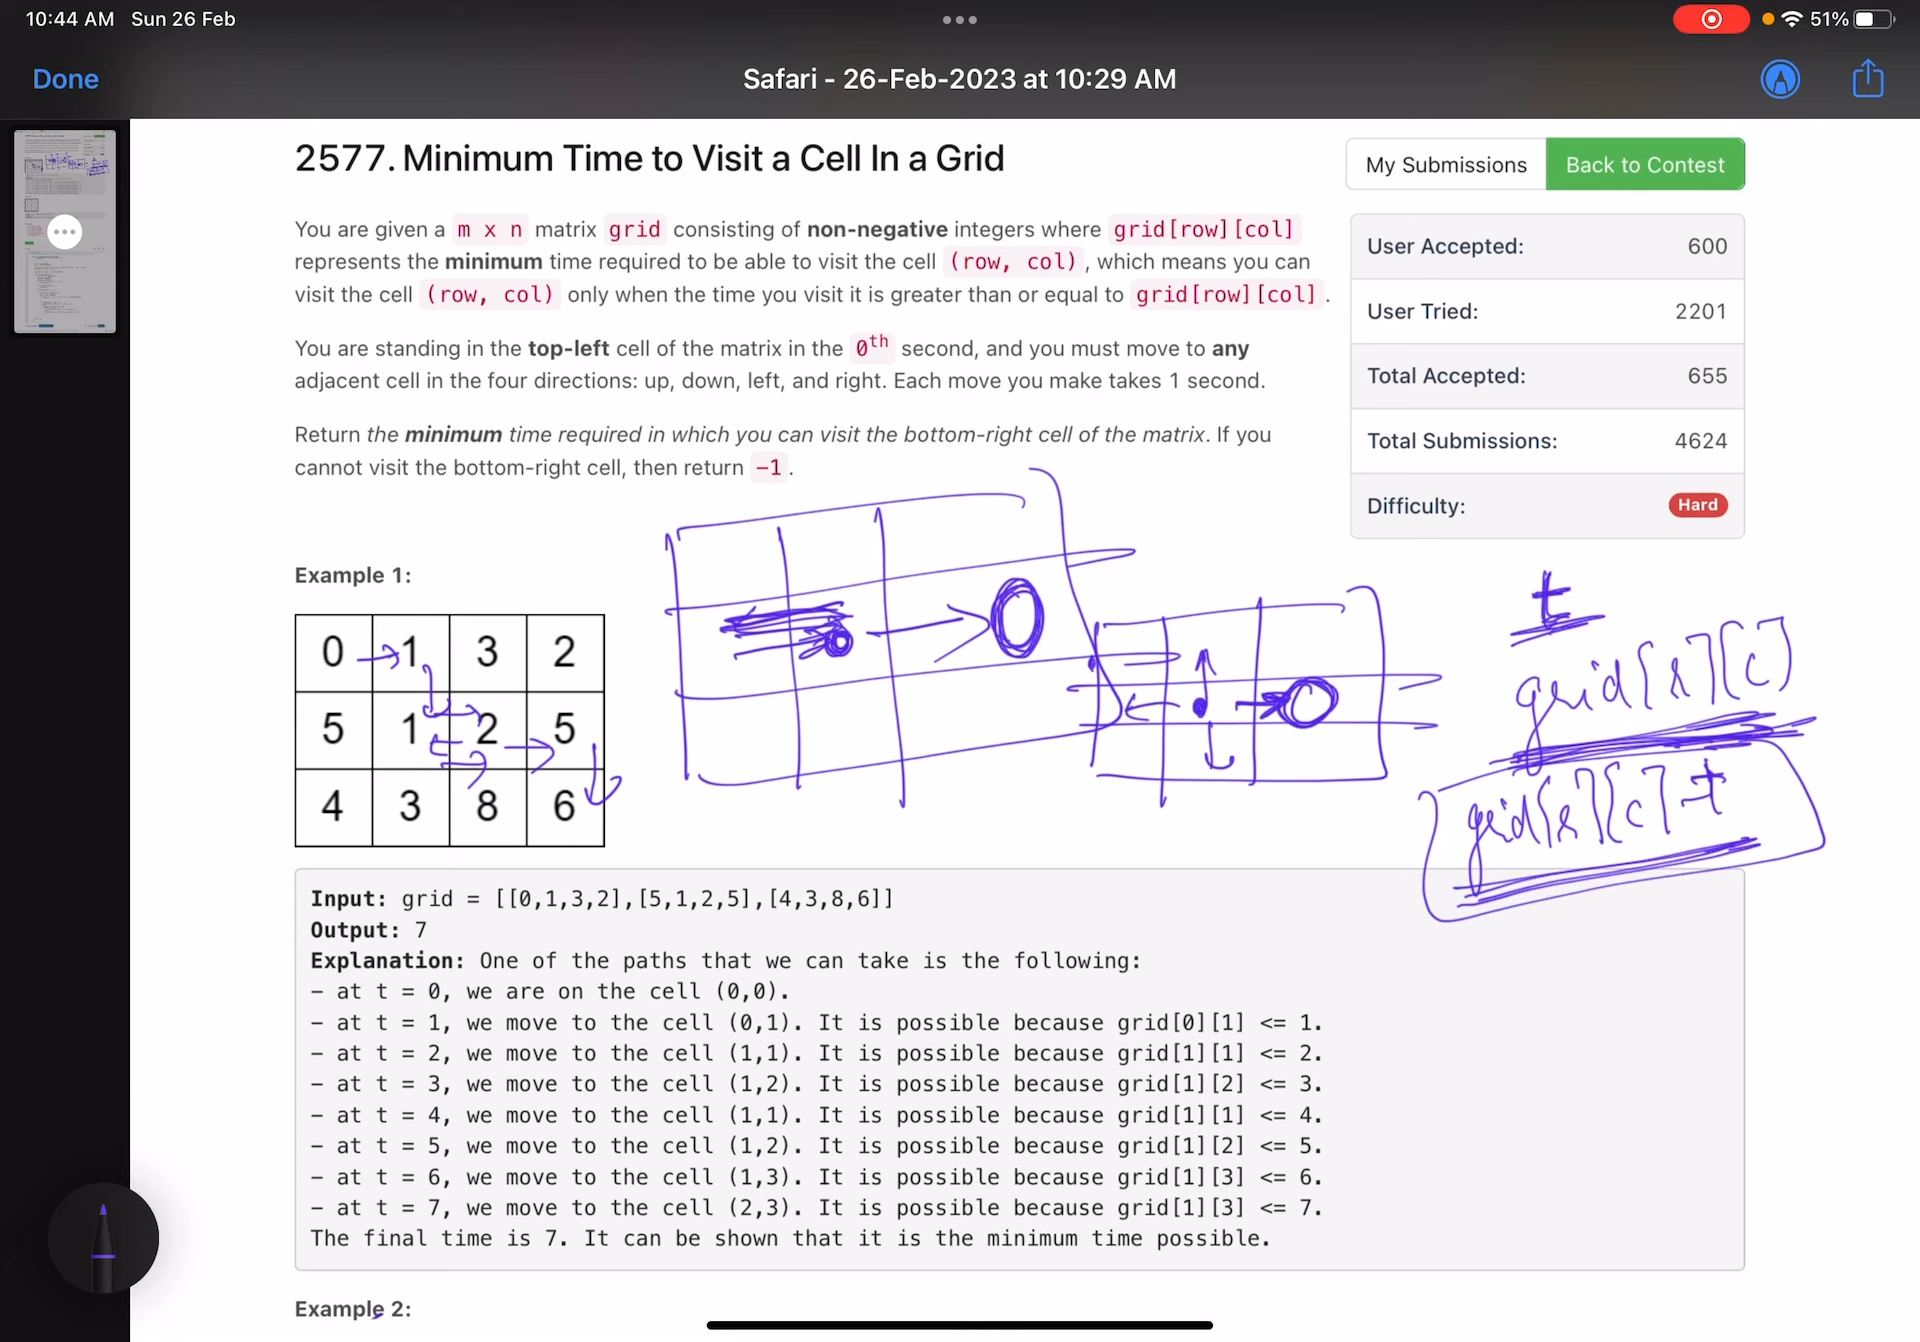 10:44 AM Sun 26 Feb
51%
Done
Safari - 26-Feb-2023 at 10:29 AM
2577. Minimum Time to Visit a Cell In a Grid
My Submissions
Back to Contest
You are given a m x n matrix grid consisting of non-negative integers where grid[row][col]
represents the minimum time required to be able to visit the cell (row, col), which means you can
visit the cell (row, col) only when the time you visit it is greater than or equal to grid[row][col].
You are standing in the top-left cell of the matrix in the 0th second, and you must move to any
adjacent cell in the four directions: up, down, left, and right. Each move you make takes 1 second.
Return the minimum time required in which you can visit the bottom-right cell of the matrix. If you
cannot visit the bottom-right cell, then return -1.
User Accepted: 600
User Tried: 2201
Total Accepted: 655
Total Submissions: 4624
Difficulty: Hard
Example 1:
0 1 3 2
5 1 2 5
4 3 8 6
t
grid[r][c]
grid[r][c]-t
Input: grid = [[0,1,3,2],[5,1,2,5],[4,3,8,6]]
Output: 7
Explanation: One of the paths that we can take is the following:
- at t = 0, we are on the cell (0,0).
- at t = 1, we move to the cell (0,1). It is possible because grid[0][1] <= 1.
- at t = 2, we move to the cell (1,1). It is possible because grid[1][1] <= 2.
- at t = 3, we move to the cell (1,2). It is possible because grid[1][2] <= 3.
- at t = 4, we move to the cell (1,1). It is possible because grid[1][1] <= 4.
- at t = 5, we move to the cell (1,2). It is possible because grid[1][2] <= 5.
- at t = 6, we move to the cell (1,3). It is possible because grid[1][3] <= 6.
- at t = 7, we move to the cell (2,3). It is possible because grid[1][3] <= 7.
The final time is 7. It can be shown that it is the minimum time possible.
Example 2: